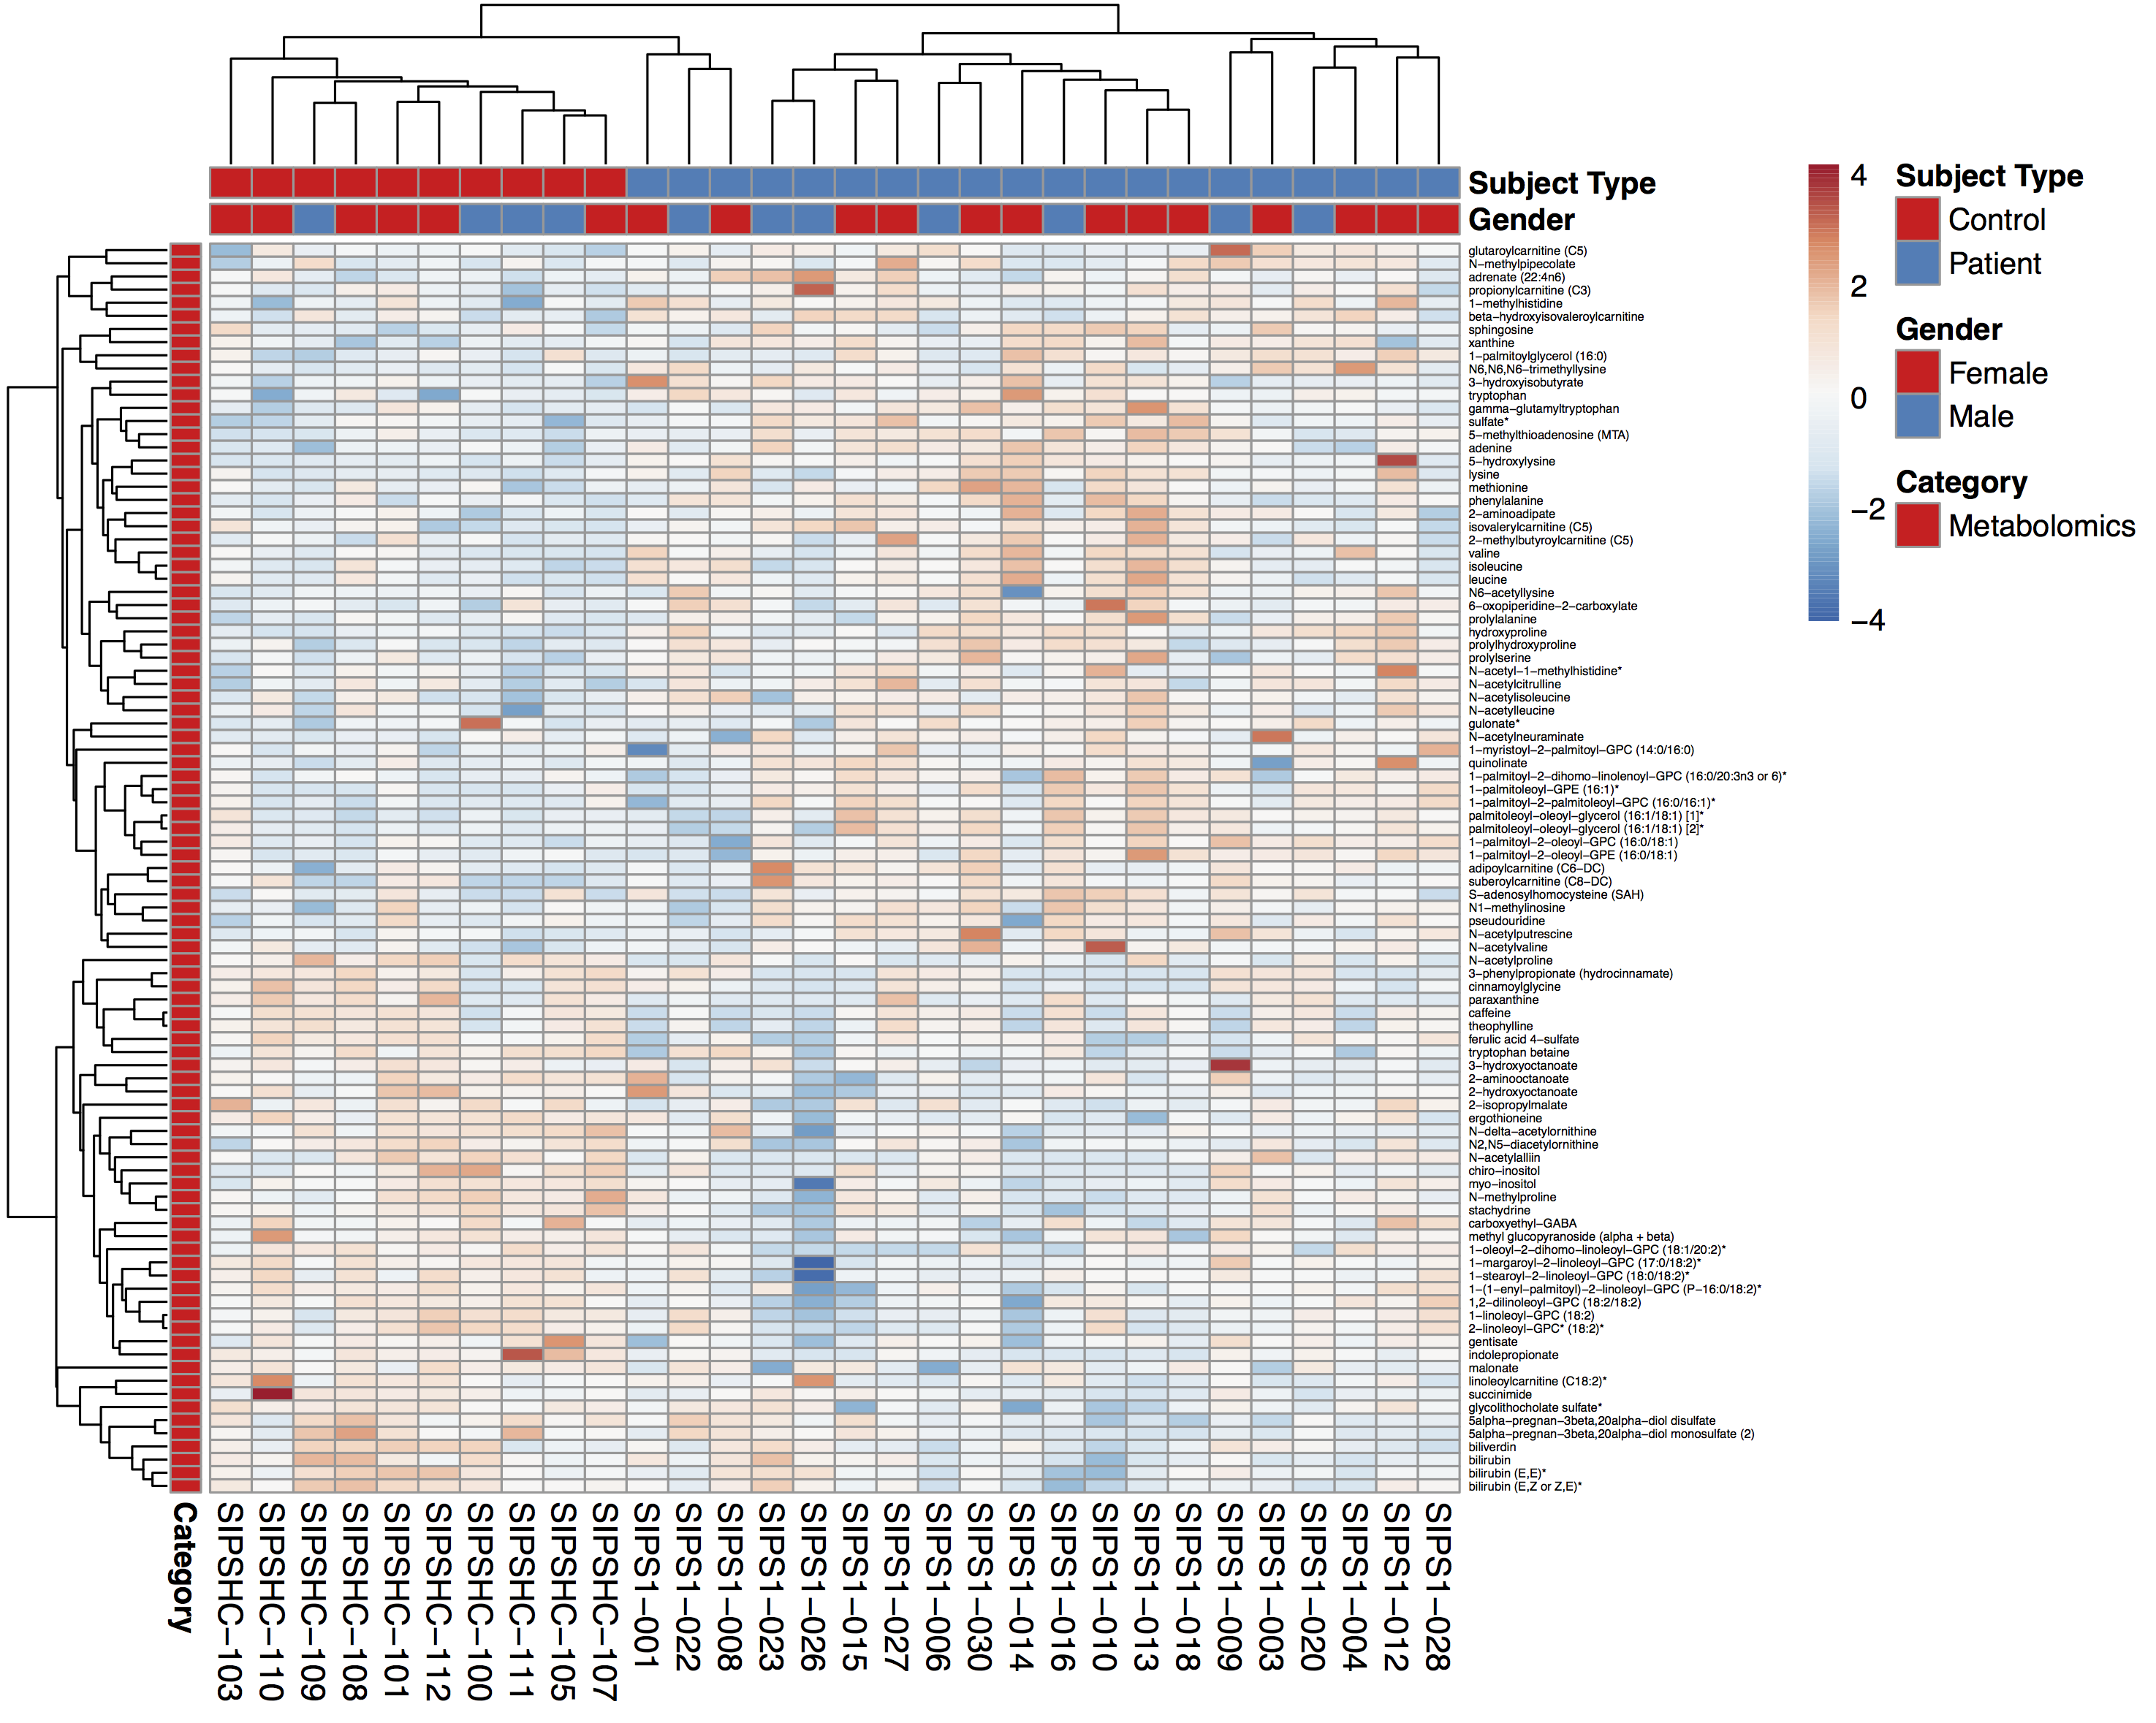 Subject Type
Gender
glutaroylcarnitine (C5)
N−methylpipecolate
adrenate (22:4n6)
propionylcarnitine (C3)
1−methylhistidine
beta−hydroxyisovaleroylcarnitine
sphingosine
xanthine
1−palmitoylglycerol (16:0)
N6,N6,N6−trimethyllysine
3−hydroxyisobutyrate
tryptophan
gamma−glutamyltryptophan
sulfate*
5−methylthioadenosine (MTA)
adenine
5−hydroxylysine
lysine
methionine
phenylalanine
2−aminoadipate
isovalerylcarnitine (C5)
2−methylbutyroylcarnitine (C5)
valine
isoleucine
leucine
N6−acetyllysine
6−oxopiperidine−2−carboxylate
prolylalanine
hydroxyproline
prolylhydroxyproline
prolylserine
N−acetyl−1−methylhistidine*
N−acetylcitrulline
N−acetylisoleucine
N−acetylleucine
gulonate*
N−acetylneuraminate
1−myristoyl−2−palmitoyl−GPC (14:0/16:0)
quinolinate
1−palmitoyl−2−dihomo−linolenoyl−GPC (16:0/20:3n3 or 6)*
1−palmitoleoyl−GPE (16:1)*
1−palmitoyl−2−palmitoleoyl−GPC (16:0/16:1)*
palmitoleoyl−oleoyl−glycerol (16:1/18:1) [1]*
palmitoleoyl−oleoyl−glycerol (16:1/18:1) [2]*
1−palmitoyl−2−oleoyl−GPC (16:0/18:1)
1−palmitoyl−2−oleoyl−GPE (16:0/18:1)
adipoylcarnitine (C6−DC)
suberoylcarnitine (C8−DC)
S−adenosylhomocysteine (SAH)
N1−methylinosine
pseudouridine
N−acetylputrescine
N−acetylvaline
N−acetylproline
3−phenylpropionate (hydrocinnamate)
cinnamoylglycine
paraxanthine
caffeine
theophylline
ferulic acid 4−sulfate
tryptophan betaine
3−hydroxyoctanoate
2−aminooctanoate
2−hydroxyoctanoate
2−isopropylmalate
ergothioneine
N−delta−acetylornithine
N2,N5−diacetylornithine
N−acetylalliin
chiro−inositol
myo−inositol
N−methylproline
stachydrine
carboxyethyl−GABA
methyl glucopyranoside (alpha + beta)
1−oleoyl−2−dihomo−linoleoyl−GPC (18:1/20:2)*
1−margaroyl−2−linoleoyl−GPC (17:0/18:2)*
1−stearoyl−2−linoleoyl−GPC (18:0/18:2)*
1−(1−enyl−palmitoyl)−2−linoleoyl−GPC (P−16:0/18:2)*
1,2−dilinoleoyl−GPC (18:2/18:2)
1−linoleoyl−GPC (18:2)
2−linoleoyl−GPC* (18:2)*
gentisate
indolepropionate
malonate
linoleoylcarnitine (C18:2)*
succinimide
glycolithocholate sulfate*
5alpha−pregnan−3beta,20alpha−diol disulfate
5alpha−pregnan−3beta,20alpha−diol monosulfate (2)
biliverdin
bilirubin
bilirubin (E,E)*
bilirubin (E,Z or Z,E)*
Category
SIPSHC−103
SIPSHC−110
SIPSHC−109
SIPSHC−108
SIPSHC−101
SIPSHC−112
SIPSHC−100
SIPSHC−111
SIPSHC−105
SIPSHC−107
SIPS1−001
SIPS1−022
SIPS1−008
SIPS1−023
SIPS1−026
SIPS1−015
SIPS1−027
SIPS1−006
SIPS1−030
SIPS1−014
SIPS1−016
SIPS1−010
SIPS1−013
SIPS1−018
SIPS1−009
SIPS1−003
SIPS1−020
SIPS1−004
SIPS1−012
SIPS1−028
4
2
0
−2
−4
Subject Type
Control
Patient
Gender
Female
Male
Category
Metabolomics